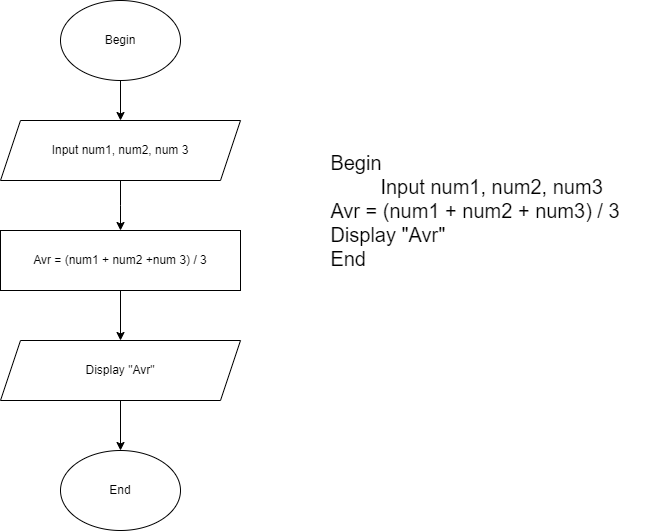 Begin
Input num1, num2, num 3
Avr = (num1 + num2 +num 3) / 3
Display "Avr"
End
Begin
Input num1, num2, num3
Avr = (num1 + num2 + num3) / 3
Display "Avr"
End